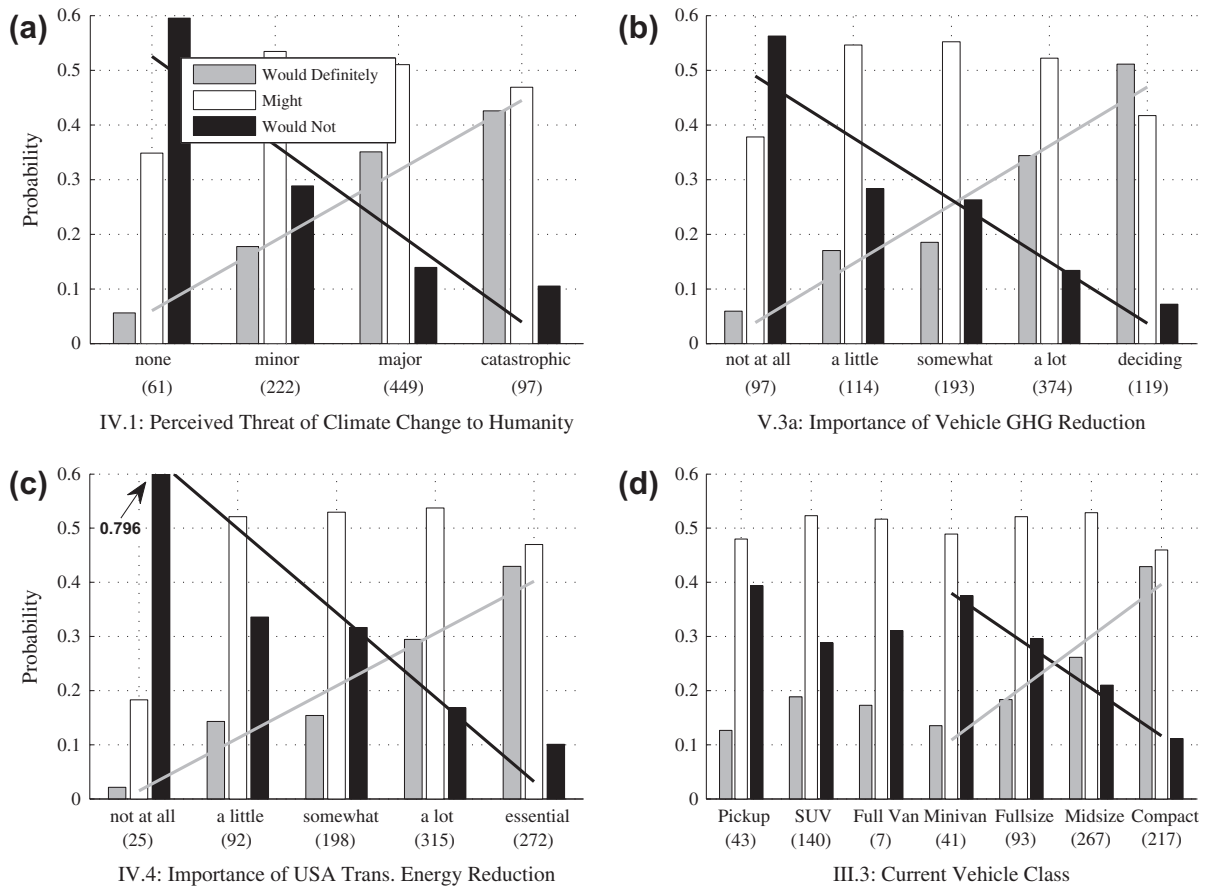 (a)
0.6
0.5
0.4
0.3
0.2
0.1
0
Probability
Would Definitely
Might
Would Not
none minor major catastrophic
(61) (222) (449) (97)
IV.1: Perceived Threat of Climate Change to Humanity
(b)
0.6
0.5
0.4
0.3
0.2
0.1
0
not at all a little somewhat a lot deciding
(97) (114) (193) (374) (119)
V.3a: Importance of Vehicle GHG Reduction
(c)
0.6
0.5
0.4
0.3
0.2
0.1
0
Probability
0.796
not at all a little somewhat a lot essential
(25) (92) (198) (315) (272)
IV.4: Importance of USA Trans. Energy Reduction
(d)
0.6
0.5
0.4
0.3
0.2
0.1
0
Pickup SUV Full Van Minivan Fullsize Midsize Compact
(43) (140) (7) (41) (93) (267) (217)
III.3: Current Vehicle Class